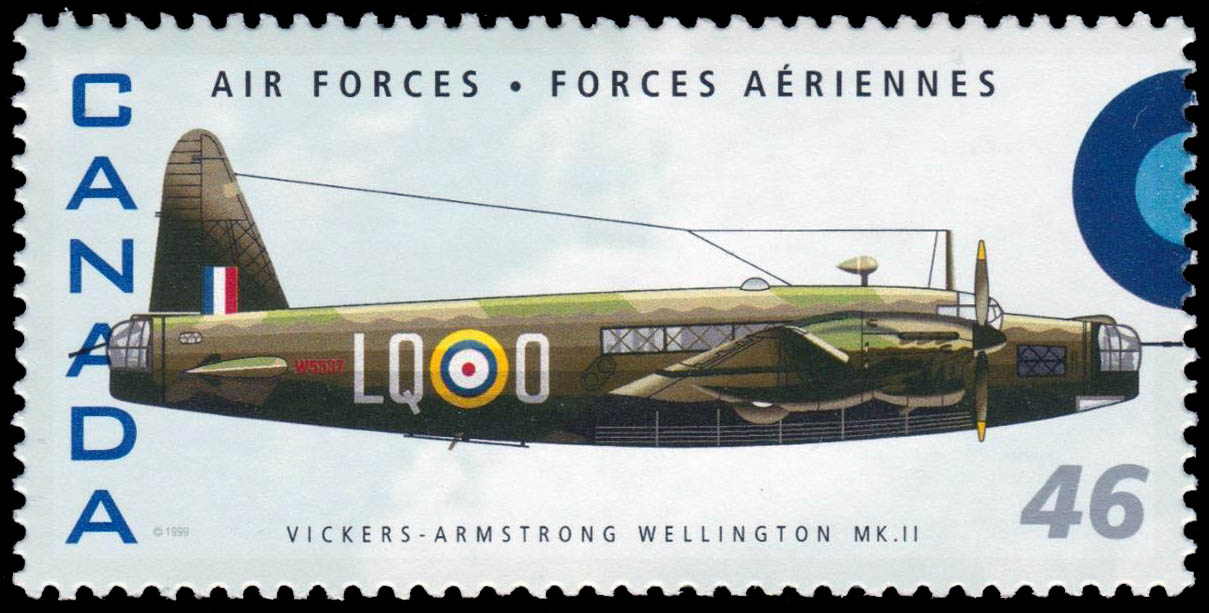 CANADA
AIR FORCES • FORCES AÉRIENNES
W5537
LQ O
46
© 1999
VICKERS-ARMSTRONG WELLINGTON MK.II